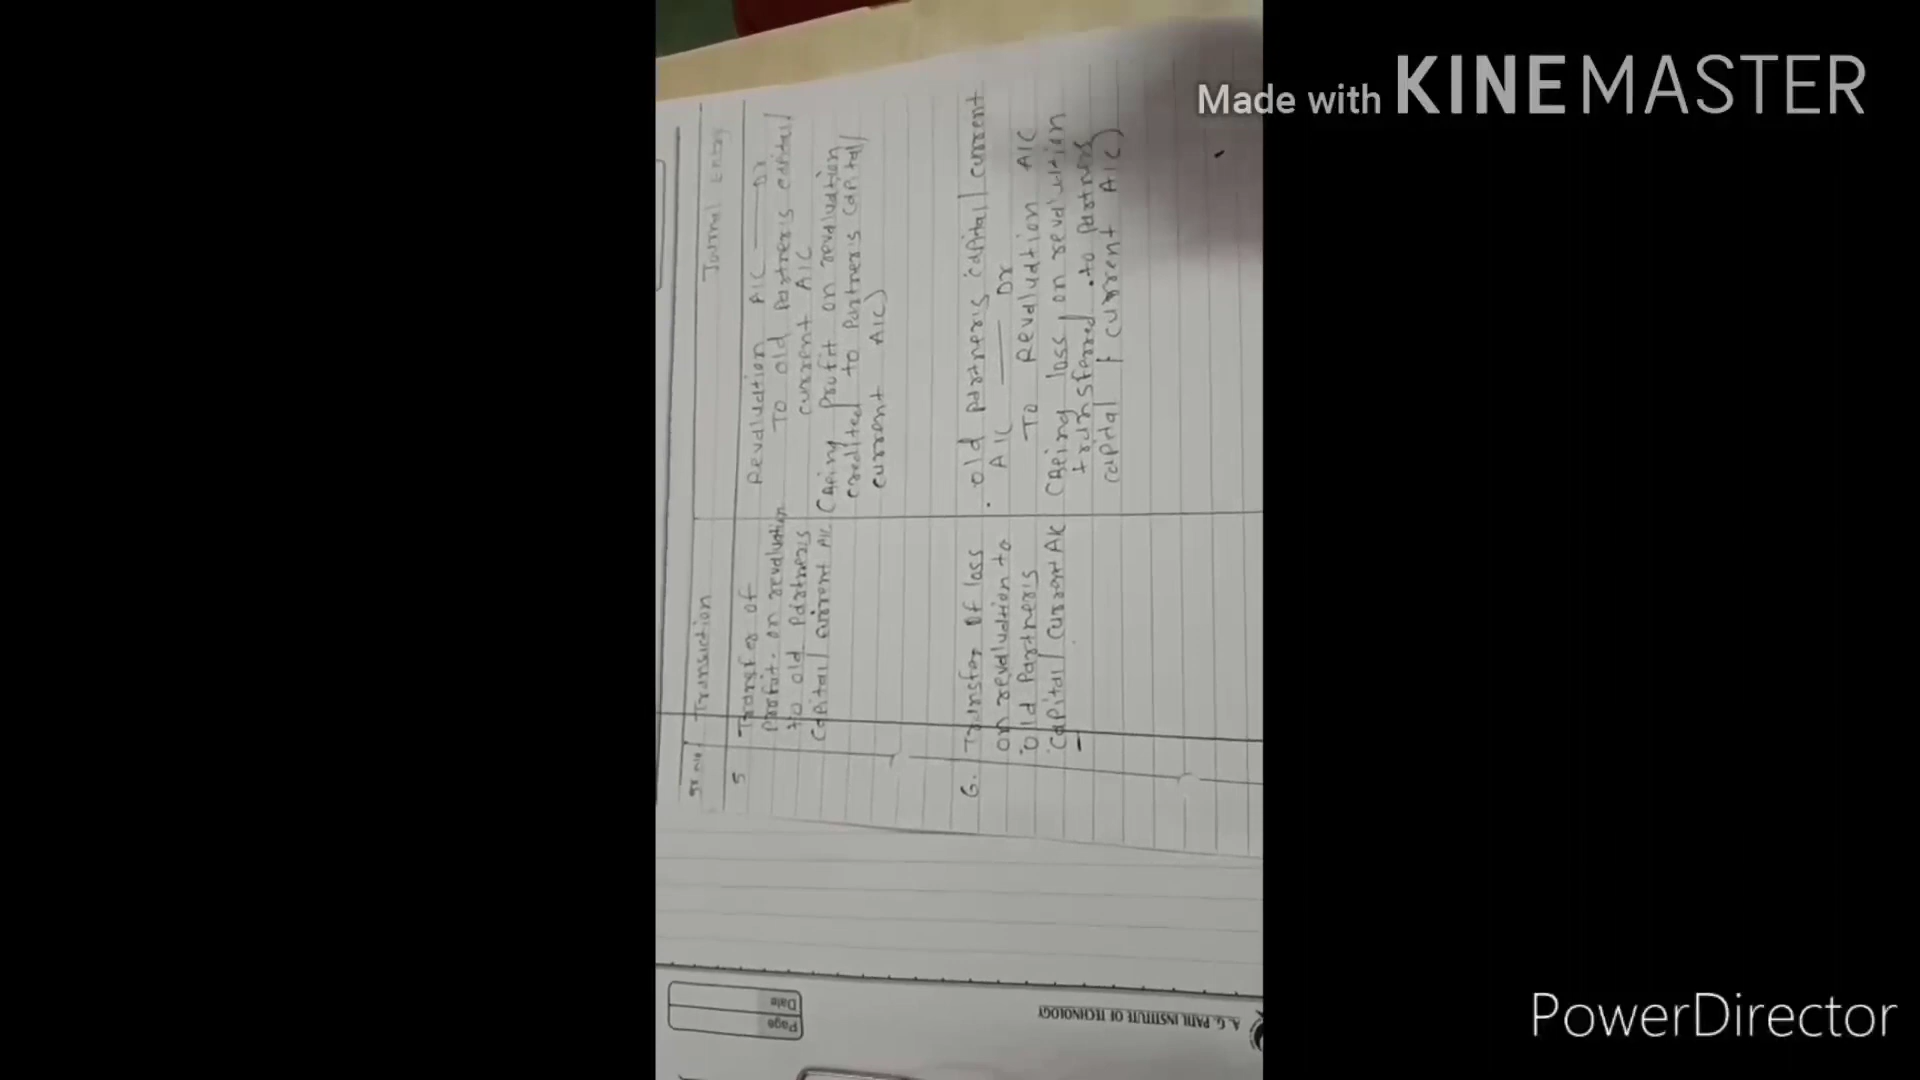 Made with KINEMASTER
Sr. No. Transaction Journal Entry
5 Transfer of
Profit. on revaluation
to old Partner's
Capital/ current A/c
Revaluation A/C —— Dr
To old Partner's capital/
current A/C
(Being Profit on revaluation
credited to Partner's Capital/
current A/C)
6. Transfer of loss
on revaluation to
old Partner's
Capital/ current A/c
old partner's capital/ current
A/C —— Dr
To Revaluation A/C
(Being loss on revaluation
transferred to Partners
capital / current A/C)
Page
Date
A. G. PATIL INSTITUTE OF TECHNOLOGY
PowerDirector